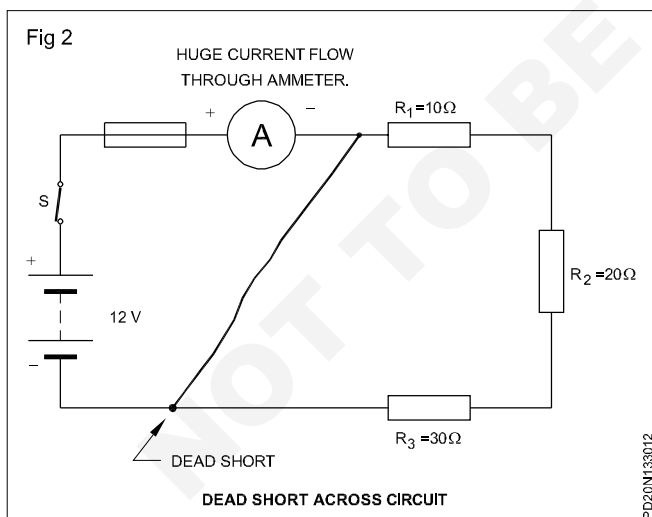 Fig 2
HUGE CURRENT FLOW
THROUGH AMMETER.
+ A −
R1=10Ω
S
+
12 V
−
R2=20Ω
R3=30Ω
DEAD SHORT
DEAD SHORT ACROSS CIRCUIT
PD20N133012
NOT TO BE